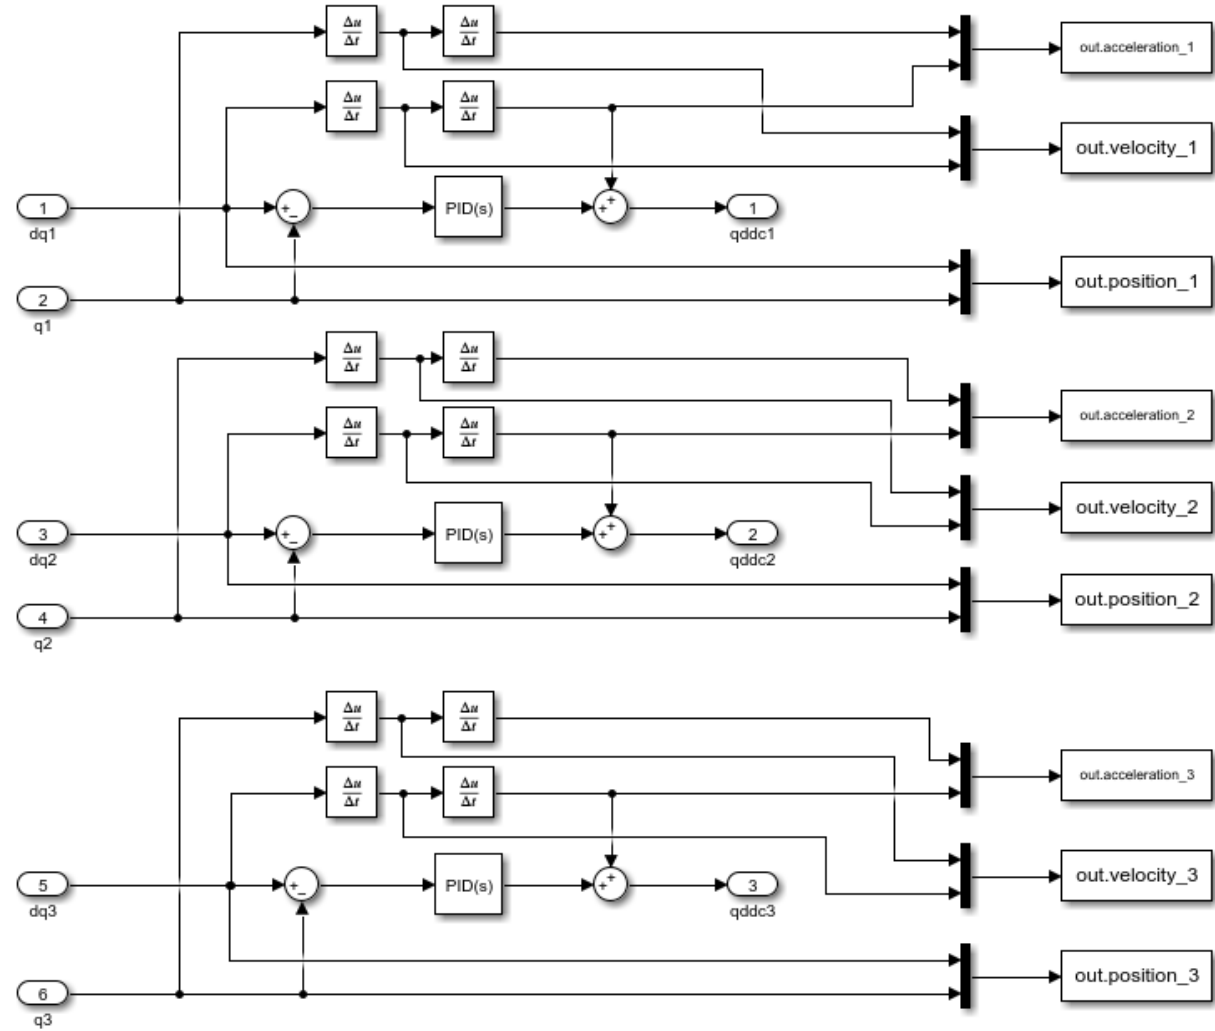 Δu
Δt
Δu
Δt
out.acceleration_1
Δu
Δt
Δu
Δt
out.velocity_1
1
dq1
+
−
PID(s)
+
+
1
qddc1
2
q1
out.position_1
Δu
Δt
Δu
Δt
out.acceleration_2
Δu
Δt
Δu
Δt
out.velocity_2
3
dq2
+
−
PID(s)
+
+
2
qddc2
4
q2
out.position_2
Δu
Δt
Δu
Δt
out.acceleration_3
Δu
Δt
Δu
Δt
out.velocity_3
5
dq3
+
−
PID(s)
+
+
3
qddc3
6
q3
out.position_3